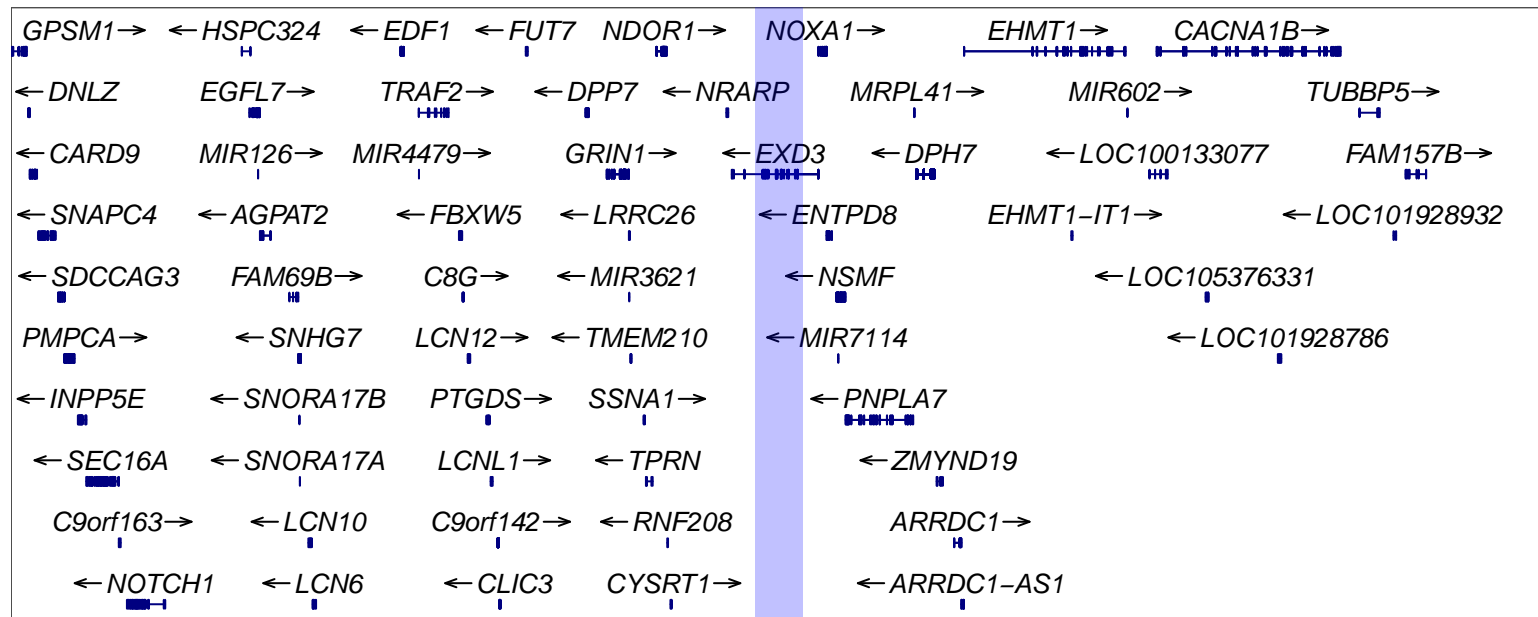 GPSM1→ ←HSPC324 ←EDF1 ←FUT7 NDOR1→ NOXA1→ EHMT1→ CACNA1B→
←DNLZ EGFL7→ TRAF2→ ←DPP7 ←NRARP MRPL41→ MIR602→ TUBBP5→
←CARD9 MIR126→ MIR4479→ GRIN1→ ←EXD3 ←DPH7 ←LOC100133077 FAM157B→
←SNAPC4 ←AGPAT2 ←FBXW5 ←LRRC26 ←ENTPD8 EHMT1−IT1→ ←LOC101928932
←SDCCAG3 FAM69B→ C8G→ ←MIR3621 ←NSMF ←LOC105376331
PMPCA→ ←SNHG7 LCN12→ ←TMEM210 ←MIR7114 ←LOC101928786
←INPP5E ←SNORA17B PTGDS→ SSNA1→ ←PNPLA7
←SEC16A ←SNORA17A LCNL1→ ←TPRN ←ZMYND19
C9orf163→ ←LCN10 C9orf142→ ←RNF208 ARRDC1→
←NOTCH1 ←LCN6 ←CLIC3 CYSRT1→ ←ARRDC1−AS1